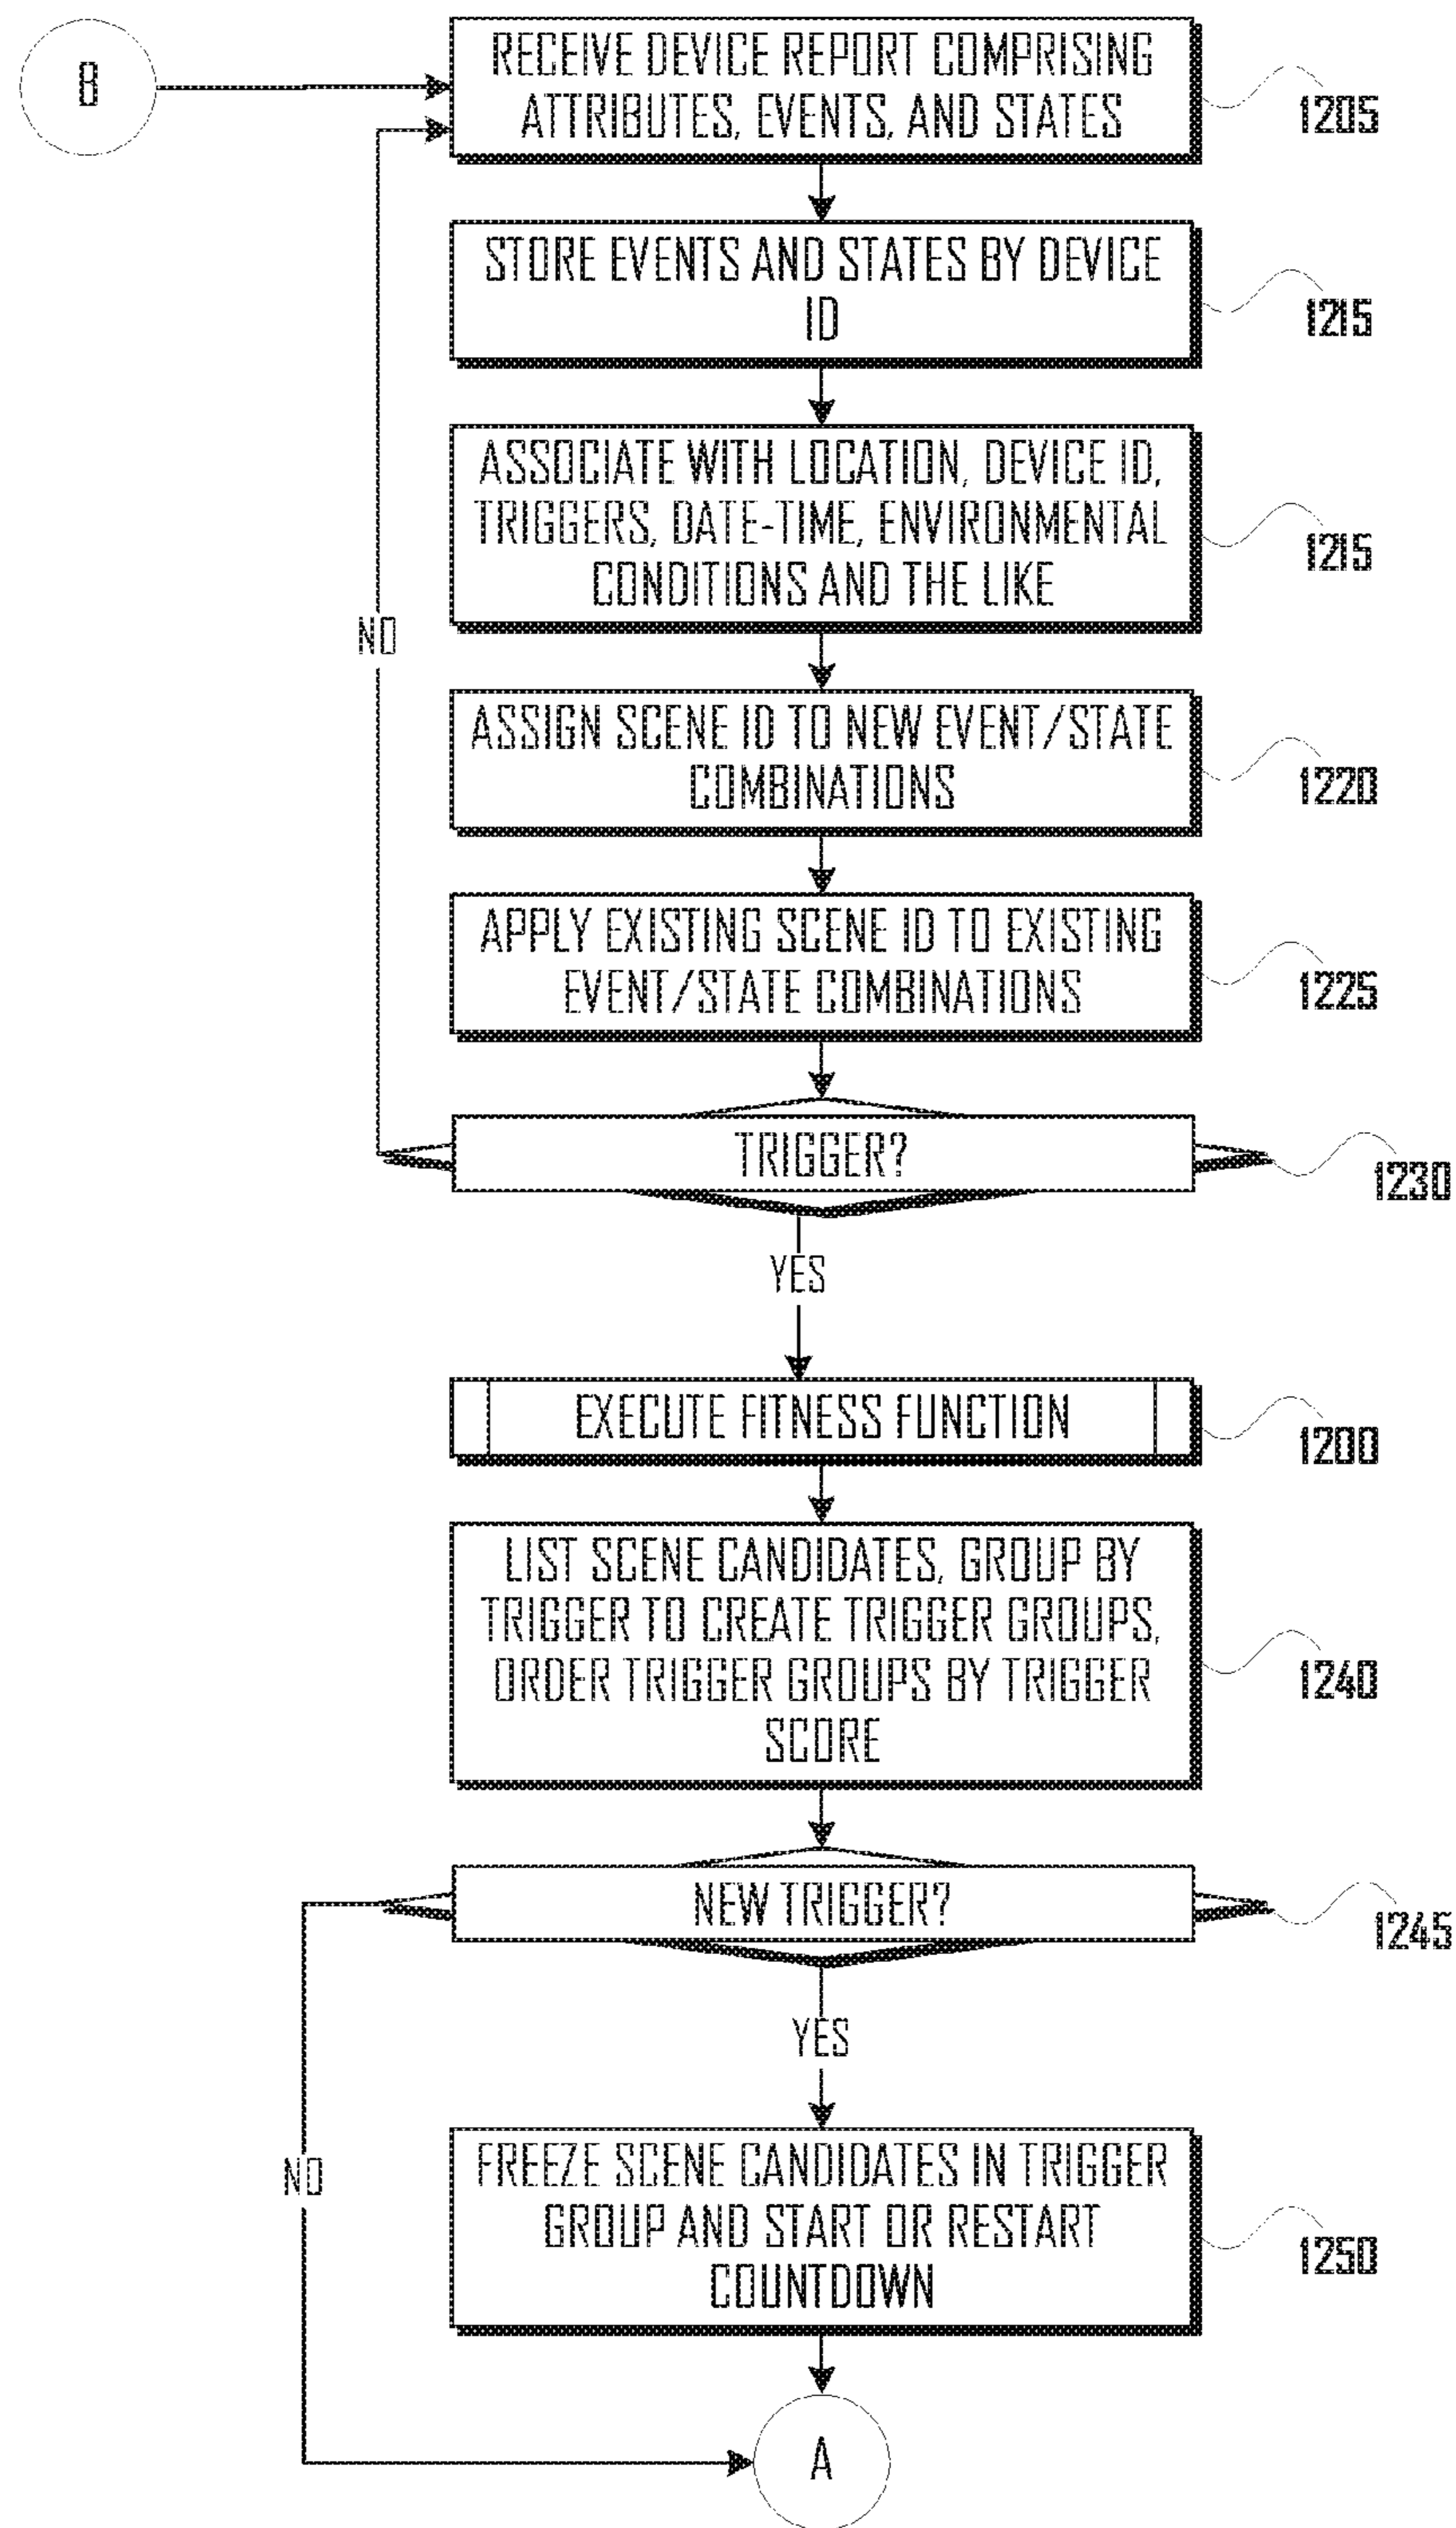 B
RECEIVE DEVICE REPORT COMPRISING
ATTRIBUTES, EVENTS, AND STATES
1205
STORE EVENTS AND STATES BY DEVICE
ID
1215
ASSOCIATE WITH LOCATION, DEVICE ID,
TRIGGERS, DATE-TIME, ENVIRONMENTAL
CONDITIONS AND THE LIKE
1215
NO
ASSIGN SCENE ID TO NEW EVENT/STATE
COMBINATIONS
1220
APPLY EXISTING SCENE ID TO EXISTING
EVENT/STATE COMBINATIONS
1225
TRIGGER?
1230
YES
EXECUTE FITNESS FUNCTION
1200
LIST SCENE CANDIDATES, GROUP BY
TRIGGER TO CREATE TRIGGER GROUPS,
ORDER TRIGGER GROUPS BY TRIGGER
SCORE
1240
NEW TRIGGER?
1245
YES
NO
FREEZE SCENE CANDIDATES IN TRIGGER
GROUP AND START OR RESTART
COUNTDOWN
1250
A